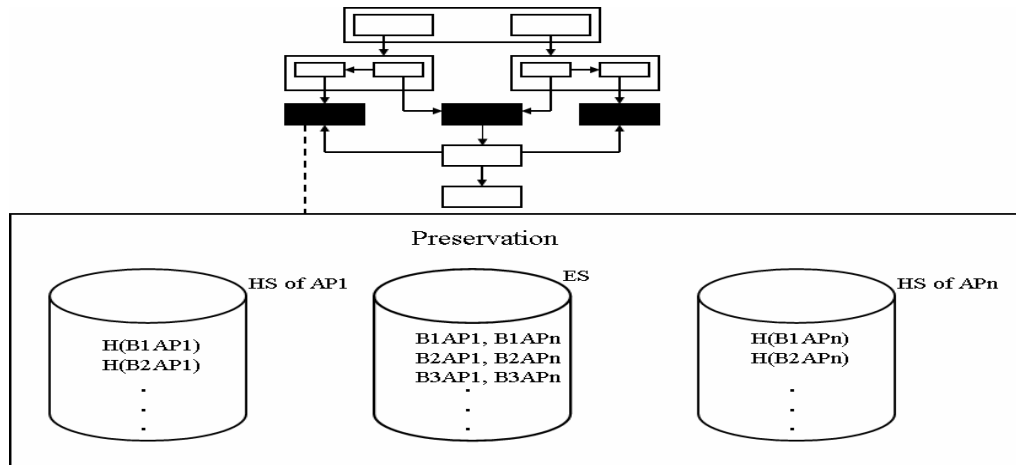 Preservation
HS of AP1
ES
HS of APn
H(B1AP1)
H(B2AP1)
.
.
.
B1AP1, B1APn
B2AP1, B2APn
B3AP1, B3APn
.
.
.
H(B1APn)
H(B2APn)
.
.
.